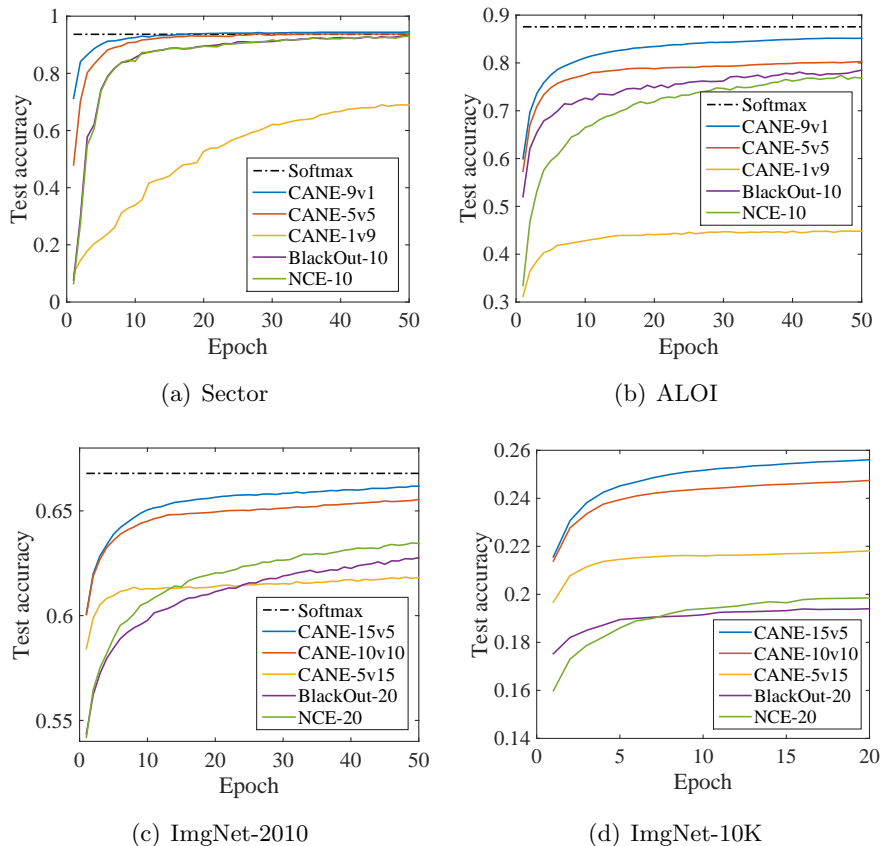 Test accuracy
1
0.8
0.6
0.4
0.2
0
0 10 20 30 40 50
Epoch
Softmax
CANE-9v1
CANE-5v5
CANE-1v9
BlackOut-10
NCE-10
(a) Sector
Test accuracy
0.9
0.8
0.7
0.6
0.5
0.4
0.3
0 10 20 30 40 50
Epoch
Softmax
CANE-9v1
CANE-5v5
CANE-1v9
BlackOut-10
NCE-10
(b) ALOI
Test accuracy
0.65
0.6
0.55
0 10 20 30 40 50
Epoch
Softmax
CANE-15v5
CANE-10v10
CANE-5v15
BlackOut-20
NCE-20
(c) ImgNet-2010
Test accuracy
0.26
0.24
0.22
0.2
0.18
0.16
0.14
0 5 10 15 20
Epoch
CANE-15v5
CANE-10v10
CANE-5v15
BlackOut-20
NCE-20
(d) ImgNet-10K